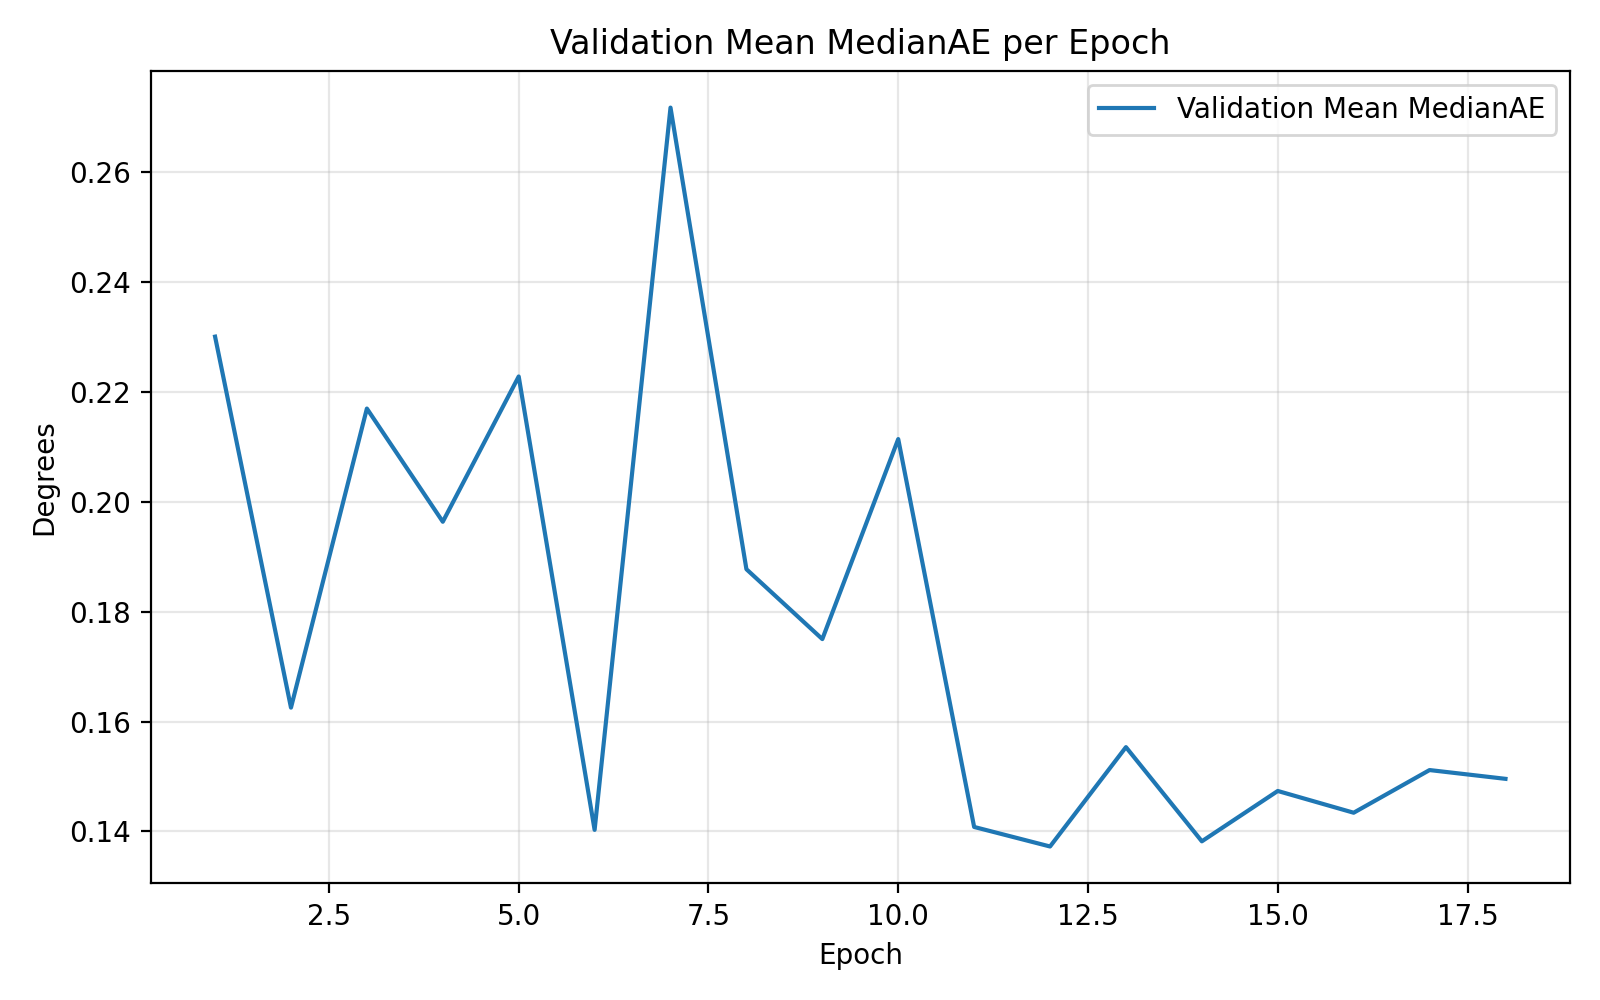 Validation Mean MedianAE per Epoch
Validation Mean MedianAE
0.26
0.24
0.22
0.20
0.18
0.16
0.14
Degrees
2.5 5.0 7.5 10.0 12.5 15.0 17.5
Epoch